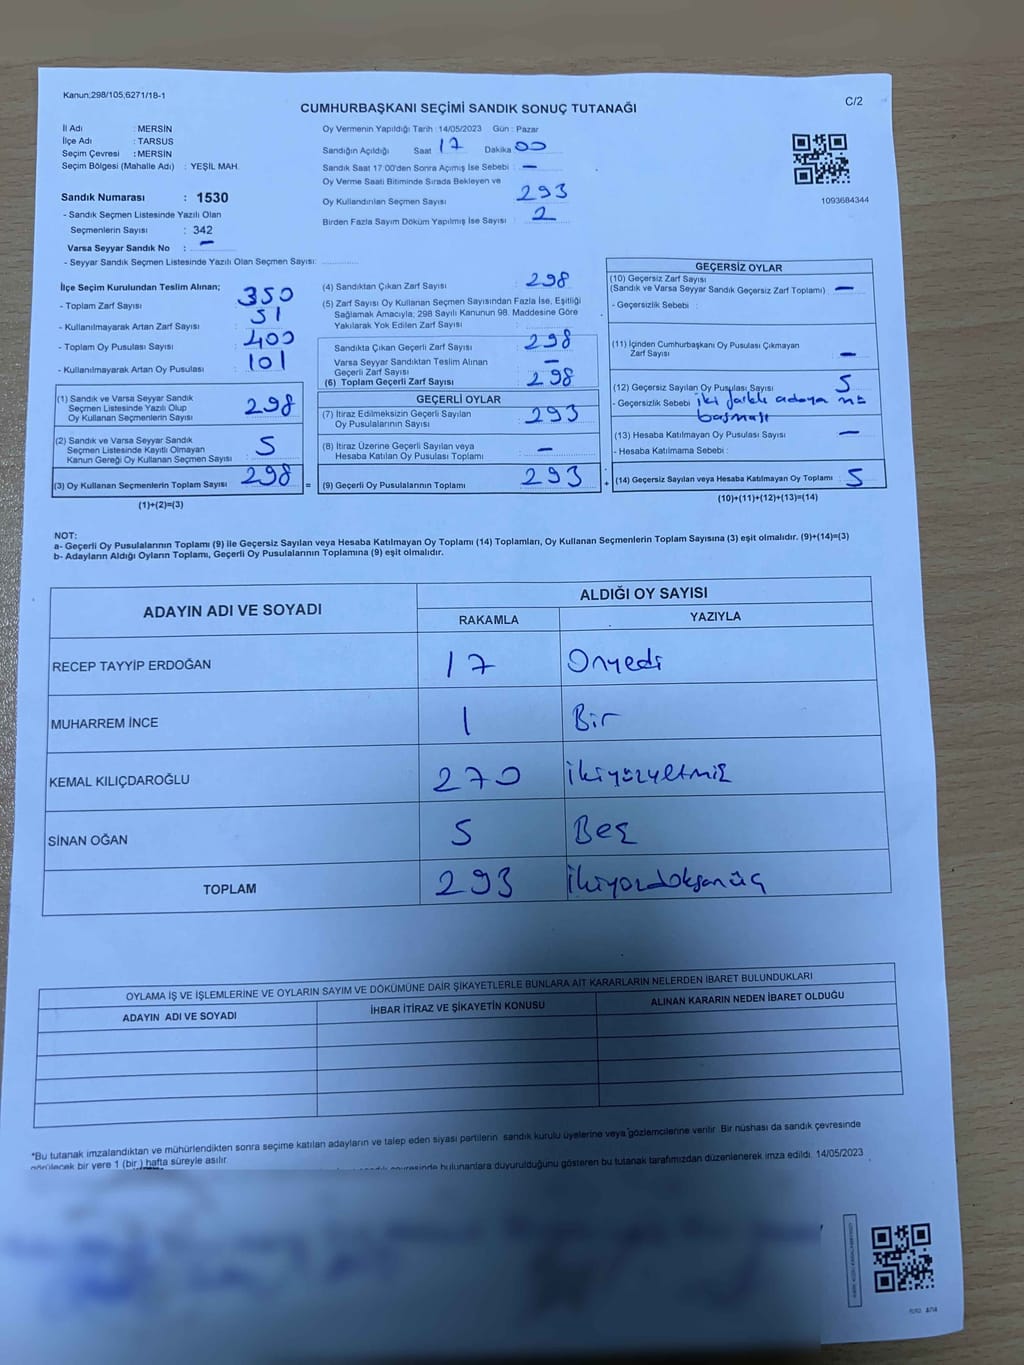 Kanun;298/105;6271/18-1
C/2
CUMHURBAŞKANI SEÇİMİ SANDIK SONUÇ TUTANAĞI
İl Adı : MERSİN
İlçe Adı : TARSUS
Seçim Çevresi : MERSİN
Seçim Bölgesi (Mahalle Adı) : YEŞİL MAH.
Oy Vermenin Yapıldığı Tarih : 14/05/2023 Gün : Pazar
Sandığın Açıldığı Saat 17 Dakika 00
Sandık Saat 17:00'den Sonra Açımış İse Sebebi : —
Oy Verme Saati Bitiminde Sırada Bekleyen ve
Oy Kullandırılan Seçmen Sayısı 293
Birden Fazla Sayım Döküm Yapılmış İse Sayısı : 2
1093684344
Sandık Numarası : 1530
- Sandık Seçmen Listesinde Yazılı Olan
Seçmenlerin Sayısı : 342
Varsa Seyyar Sandık No : —
- Seyyar Sandık Seçmen Listesinde Yazılı Olan Seçmen Sayısı:
İlçe Seçim Kurulundan Teslim Alınan;
- Toplam Zarf Sayısı : 350
- Kullanılmayarak Artan Zarf Sayısı : 51
- Toplam Oy Pusulası Sayısı : 400
- Kullanılmayarak Artan Oy Pusulası : 101
(1) Sandık ve Varsa Seyyar Sandık
Seçmen Listesinde Yazılı Olup
Oy Kullanan Seçmenlerin Sayısı 298
(2) Sandık ve Varsa Seyyar Sandık
Seçmen Listesinde Kayıtlı Olmayan
Kanun Gereği Oy Kullanan Seçmen Sayısı 5
(3) Oy Kullanan Seçmenlerin Toplam Sayısı 298 =
(1)+(2)=(3)
(4) Sandıktan Çıkan Zarf Sayısı : 298
(5) Zarf Sayısı Oy Kullanan Seçmen Sayısından Fazla İse, Eşitliği
Sağlamak Amacıyla; 298 Sayılı Kanunun 98. Maddesine Göre
Yakılarak Yok Edilen Zarf Sayısı :
Sandıkta Çıkan Geçerli Zarf Sayısı : 298
Varsa Seyyar Sandıktan Teslim Alınan
Geçerli Zarf Sayısı : —
(6) Toplam Geçerli Zarf Sayısı : 298
GEÇERLİ OYLAR
(7) İtiraz Edilmeksizin Geçerli Sayılan
Oy Pusulalarının Sayısı : 293
(8) İtiraz Üzerine Geçerli Sayılan veya
Hesaba Katılan Oy Pusulası Toplamı : —
(9) Geçerli Oy Pusulalarının Toplamı : 293 +
GEÇERSİZ OYLAR
(10) Geçersiz Zarf Sayısı
(Sandık ve Varsa Seyyar Sandık Geçersiz Zarf Toplamı) : —
- Geçersizlik Sebebi :
(11) İçinden Cumhurbaşkanı Oy Pusulası Çıkmayan
Zarf Sayısı : —
(12) Geçersiz Sayılan Oy Pusulası Sayısı : 5
- Geçersizlik Sebebi : iki farklı adaya
basması
(13) Hesaba Katılmayan Oy Pusulası Sayısı : —
- Hesaba Katılmama Sebebi :
(14) Geçersiz Sayılan veya Hesaba Katılmayan Oy Toplamı : 5
(10)+(11)+(12)+(13)=(14)
NOT:
a- Geçerli Oy Pusulalarının Toplamı (9) ile Geçersiz Sayılan veya Hesaba Katılmayan Oy Toplamı (14) Toplamları, Oy Kullanan Seçmenlerin Toplam Sayısına (3) eşit olmalıdır. (9)+(14)=(3)
b- Adayların Aldığı Oyların Toplamı, Geçerli Oy Pusulalarının Toplamına (9) eşit olmalıdır.
ADAYIN ADI VE SOYADI
ALDIĞI OY SAYISI
RAKAMLA YAZIYLA
RECEP TAYYİP ERDOĞAN 17 Onyedi
MUHARREM İNCE 1 Bir
KEMAL KILIÇDAROĞLU 270 İkiyüzyetmiş
SİNAN OĞAN 5 Beş
TOPLAM 293 İkiyüzdoksanüç
OYLAMA İŞ VE İŞLEMLERİNE VE OYLARIN SAYIM VE DÖKÜMÜNE DAİR ŞİKAYETLERLE BUNLARA AİT KARARLARIN NELERDEN İBARET BULUNDUKLARI
ADAYIN ADI VE SOYADI İHBAR İTİRAZ VE ŞİKAYETİN KONUSU ALINAN KARARIN NEDEN İBARET OLDUĞU
*Bu tutanak imzalandıktan ve mühürlendikten sonra seçime katılan adayların ve talep eden siyasi partilerin sandık kurulu üyelerine veya gözlemcilerine verilir. Bir nüshası da sandık çevresinde
görülecek bir yere 1 (bir ) hafta süreyle asılır.
bulunanlara duyurulduğunu gösteren bu tutanak tarafımızdan düzenlenerek imza edildi. 14/05/2023